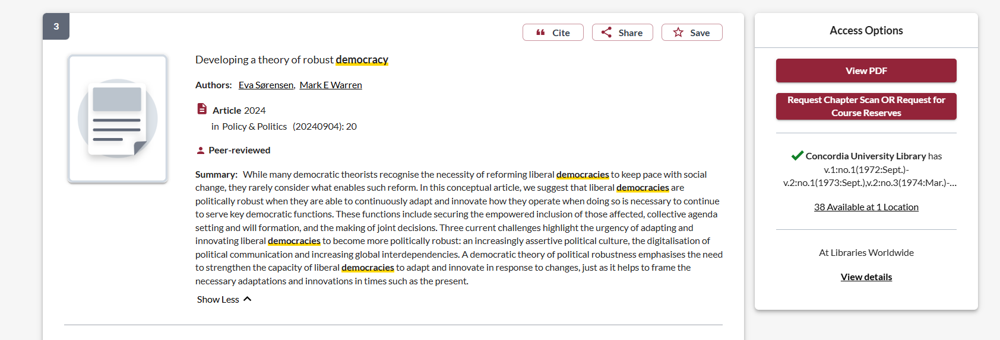 3
Cite
Share
Save
Developing a theory of robust democracy
Authors: Eva Sørensen, Mark E Warren
Article 2024
in Policy & Politics (20240904): 20
Peer-reviewed
Summary: While many democratic theorists recognise the necessity of reforming liberal democracies to keep pace with social
change, they rarely consider what enables such reform. In this conceptual article, we suggest that liberal democracies are
politically robust when they are able to continuously adapt and innovate how they operate when doing so is necessary to continue
to serve key democratic functions. These functions include securing the empowered inclusion of those affected, collective agenda
setting and will formation, and the making of joint decisions. Three current challenges highlight the urgency of adapting and
innovating liberal democracies to become more politically robust: an increasingly assertive political culture, the digitalisation of
political communication and increasing global interdependencies. A democratic theory of political robustness emphasises the need
to strengthen the capacity of liberal democracies to adapt and innovate in response to changes, just as it helps to frame the
necessary adaptations and innovations in times such as the present.
Show Less
Access Options
View PDF
Request Chapter Scan OR Request for
Course Reserves
Concordia University Library has
v.1:no.1(1972:Sept.)-
v.2:no.1(1973:Sept.),v.2:no.3(1974:Mar.)-...
38 Available at 1 Location
At Libraries Worldwide
View details